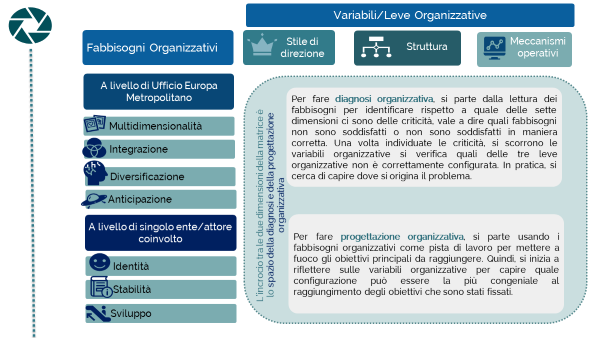 Variabili/Leve Organizzative
Fabbisogni Organizzativi
Stile di
direzione
Struttura
Meccanismi
operativi
A livello di Ufficio Europa
Metropolitano
Multidimensionalità
Integrazione
Diversificazione
Anticipazione
A livello di singolo ente/attore
coinvolto
Identità
Stabilità
Sviluppo
L'incrocio tra le due dimensioni della matrice è
lo spazio della diagnosi e della progettazione
organizzativa
Per fare diagnosi organizzativa, si parte dalla lettura dei
fabbisogni per identificare rispetto a quale delle sette
dimensioni ci sono delle criticità, vale a dire quali fabbisogni
non sono soddisfatti o non sono soddisfatti in maniera
corretta. Una volta individuate le criticità, si scorrono le
variabili organizzative si verifica quali delle tre leve
organizzative non è correttamente configurata. In pratica, si
cerca di capire dove si origina il problema.
Per fare progettazione organizzativa, si parte usando i
fabbisogni organizzativi come pista di lavoro per mettere a
fuoco gli obiettivi principali da raggiungere. Quindi, si inizia a
riflettere sulle variabili organizzative per capire quale
configurazione può essere la più congeniale al
raggiungimento degli obiettivi che sono stati fissati.